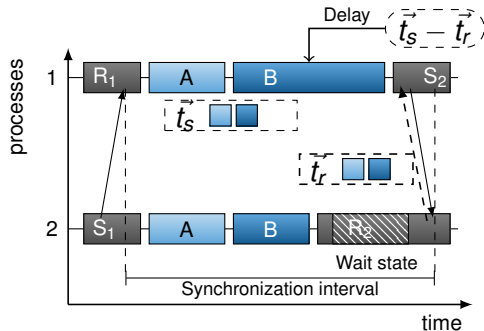 Delay
t⃗s − t⃗r
1 R1 A B S2
t⃗s
t⃗r
processes
2 S1 A B R2
Wait state
Synchronization interval
time